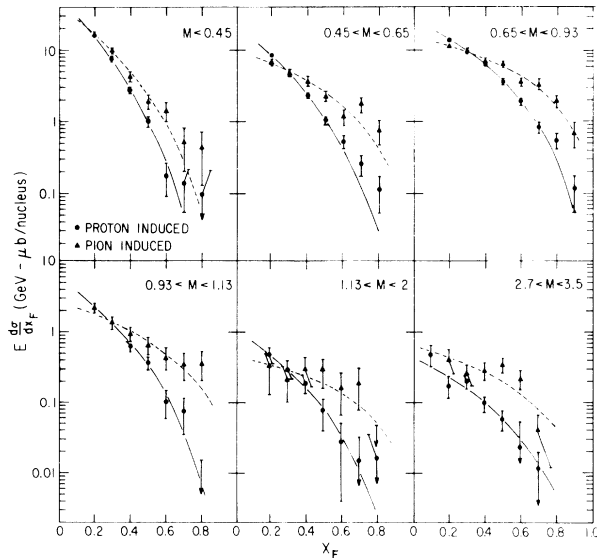 M<0.45
0.45<M<0.65
0.65<M<0.93
10
1
0.1
● PROTON INDUCED
▲ PION INDUCED
10
0.93<M<1.13
1.13<M<2
2.7<M<3.5
1
0.1
0.01
E dσ/dx_F (GeV - μb/nucleus)
0 0.2 0.4 0.6 0.8 0 0.2 0.4 0.6 0.8 0 0.2 0.4 0.6 0.8 1.0
X_F